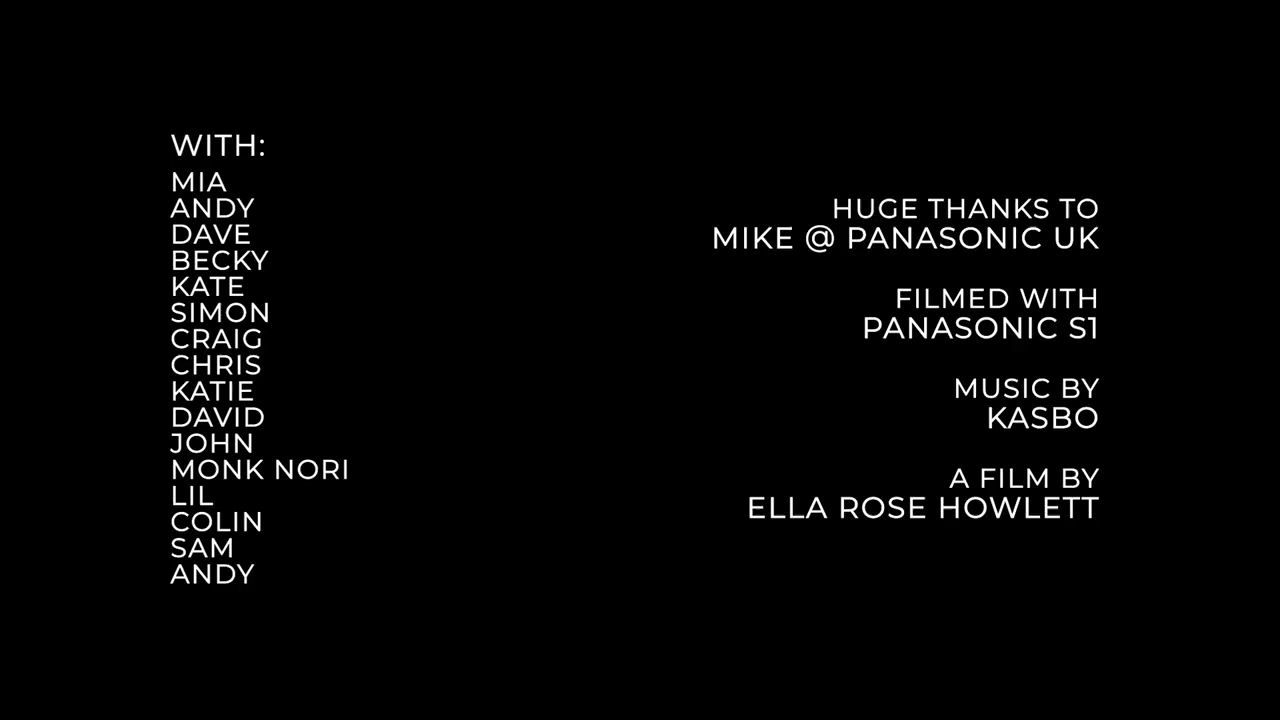 WITH:
MIA
ANDY
DAVE
BECKY
KATE
SIMON
CRAIG
CHRIS
KATIE
DAVID
JOHN
MONK NORI
LIL
COLIN
SAM
ANDY
HUGE THANKS TO
MIKE @ PANASONIC UK
FILMED WITH
PANASONIC S1
MUSIC BY
KASBO
A FILM BY
ELLA ROSE HOWLETT